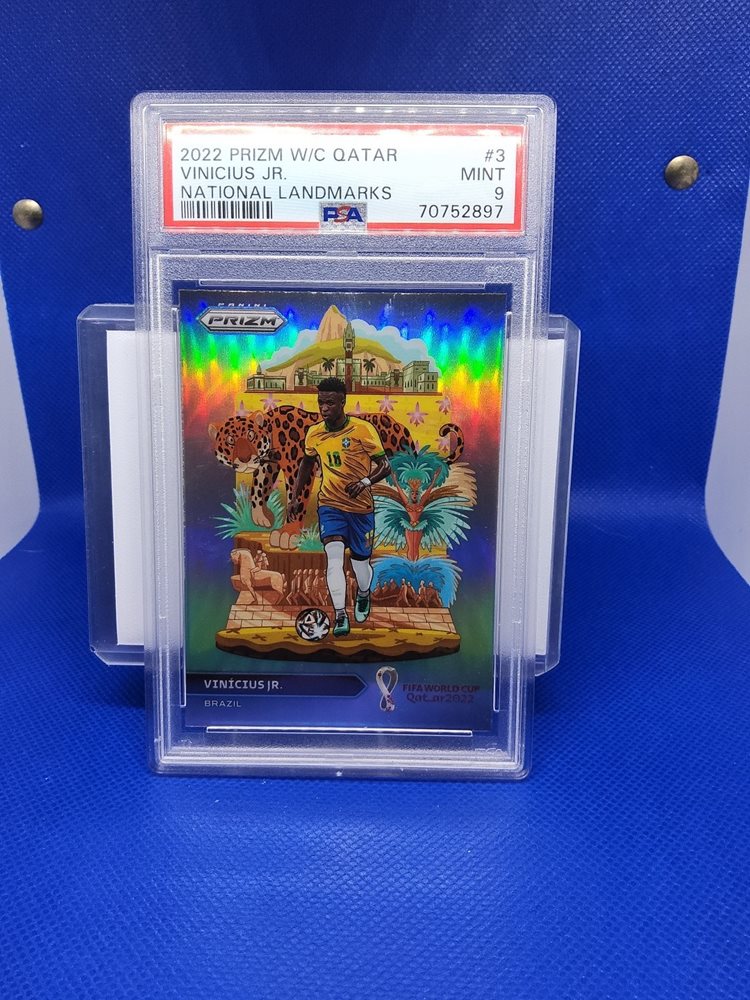 2022 PRIZM W/C QATAR #3
VINICIUS JR. MINT
NATIONAL LANDMARKS 9
PSA 70752897
PANINI
PRIZM
18
VINÍCIUS JR.
BRAZIL
FIFA WORLD CUP
Qatar2022